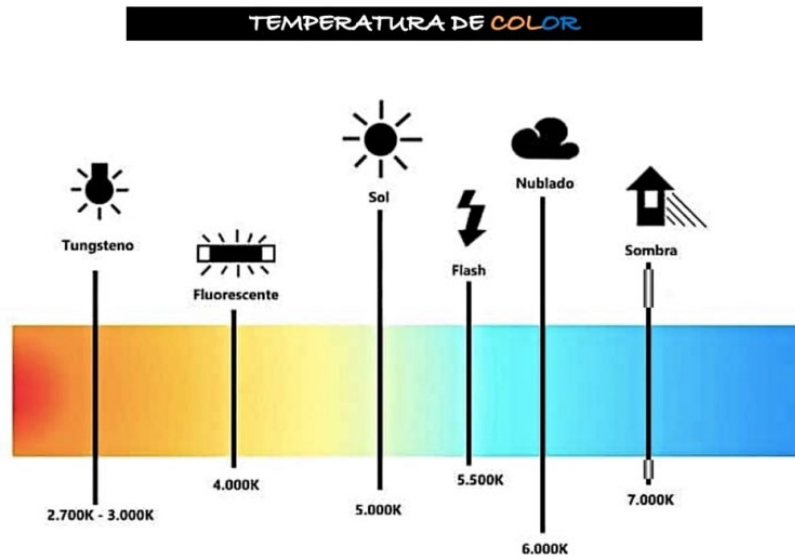 TEMPERATURA DE COLOR
Tungsteno
Fluorescente
Sol
Flash
Nublado
Sombra
2.700K - 3.000K
4.000K
5.000K
5.500K
6.000K
7.000K